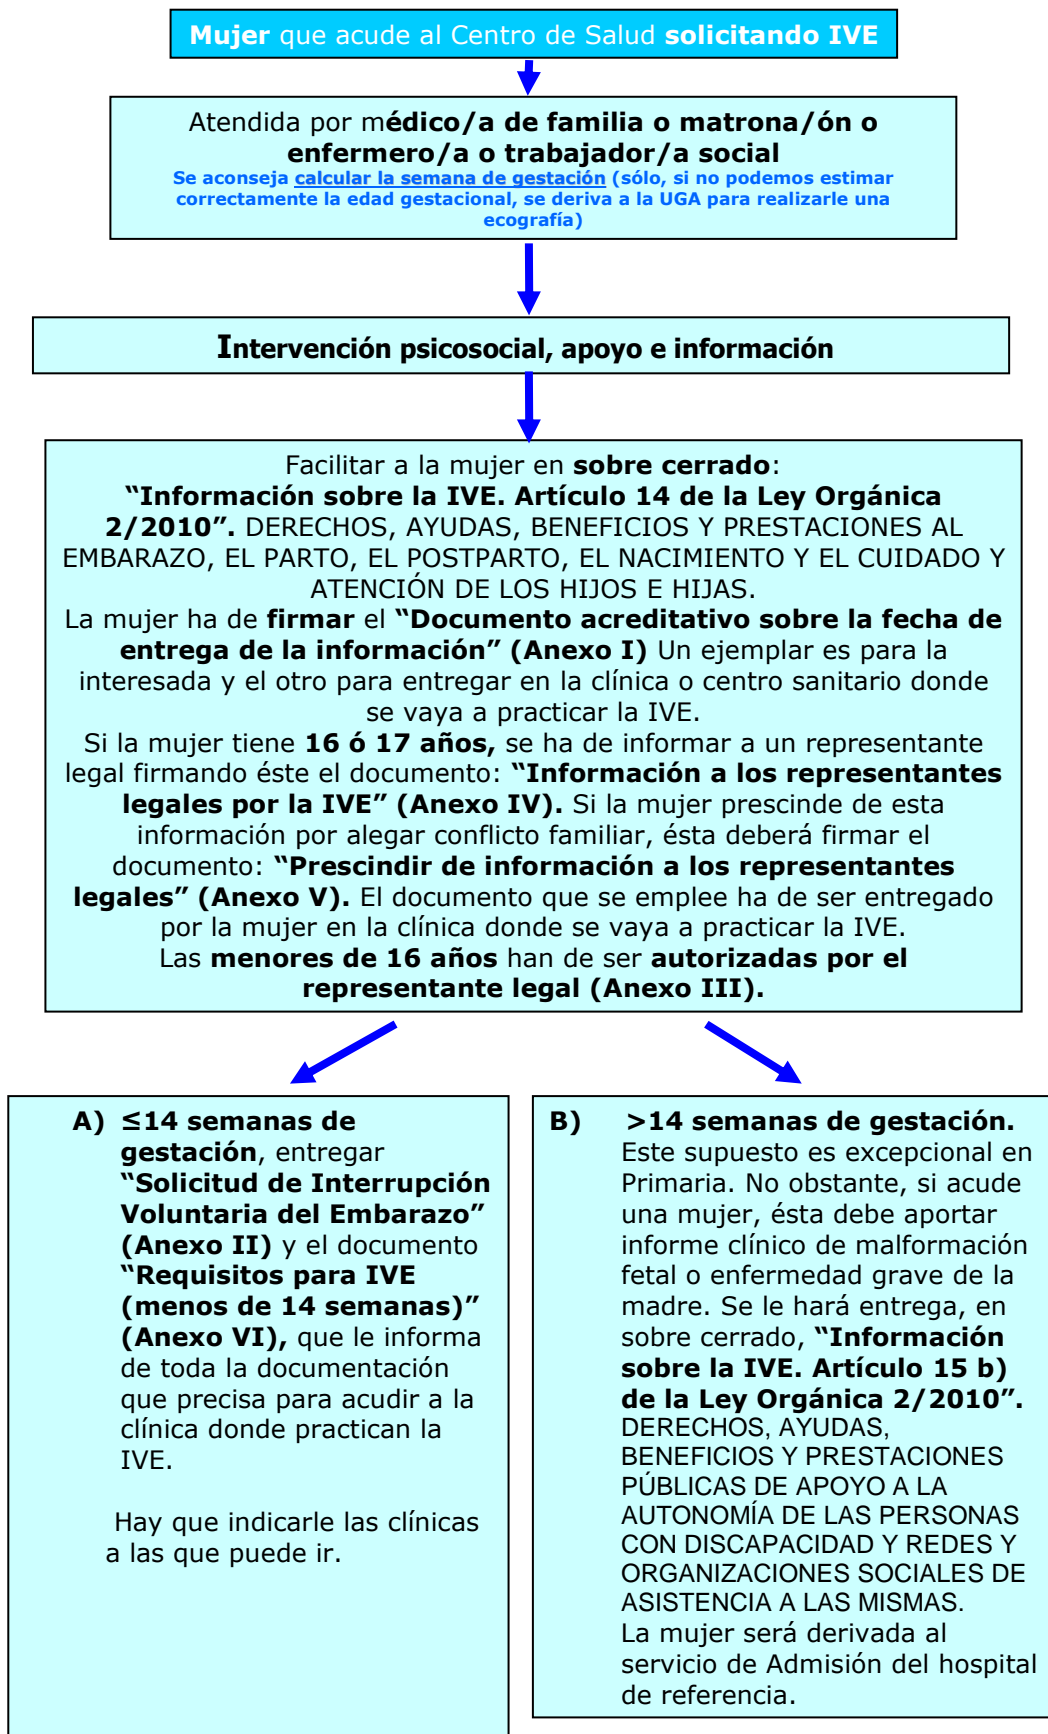 Mujer que acude al Centro de Salud solicitando IVE
Atendida por médico/a de familia o matrona/ón o
enfermero/a o trabajador/a social
Se aconseja calcular la semana de gestación (sólo, si no podemos estimar
correctamente la edad gestacional, se deriva a la UGA para realizarle una
ecografía)
Intervención psicosocial, apoyo e información
Facilitar a la mujer en sobre cerrado:
“Información sobre la IVE. Artículo 14 de la Ley Orgánica
2/2010”. DERECHOS, AYUDAS, BENEFICIOS Y PRESTACIONES AL
EMBARAZO, EL PARTO, EL POSTPARTO, EL NACIMIENTO Y EL CUIDADO Y
ATENCIÓN DE LOS HIJOS E HIJAS.
La mujer ha de firmar el “Documento acreditativo sobre la fecha de
entrega de la información” (Anexo I) Un ejemplar es para la
interesada y el otro para entregar en la clínica o centro sanitario donde
se vaya a practicar la IVE.
Si la mujer tiene 16 ó 17 años, se ha de informar a un representante
legal firmando éste el documento: “Información a los representantes
legales por la IVE” (Anexo IV). Si la mujer prescinde de esta
información por alegar conflicto familiar, ésta deberá firmar el
documento: “Prescindir de información a los representantes
legales” (Anexo V). El documento que se emplee ha de ser entregado
por la mujer en la clínica donde se vaya a practicar la IVE.
Las menores de 16 años han de ser autorizadas por el
representante legal (Anexo III).
A) ≤14 semanas de
gestación, entregar
“Solicitud de Interrupción
Voluntaria del Embarazo”
(Anexo II) y el documento
“Requisitos para IVE
(menos de 14 semanas)”
(Anexo VI), que le informa
de toda la documentación
que precisa para acudir a la
clínica donde practican la
IVE.
Hay que indicarle las clínicas
a las que puede ir.
B) >14 semanas de gestación.
Este supuesto es excepcional en
Primaria. No obstante, si acude
una mujer, ésta debe aportar
informe clínico de malformación
fetal o enfermedad grave de la
madre. Se le hará entrega, en
sobre cerrado, “Información
sobre la IVE. Artículo 15 b)
de la Ley Orgánica 2/2010”.
DERECHOS, AYUDAS,
BENEFICIOS Y PRESTACIONES
PÚBLICAS DE APOYO A LA
AUTONOMÍA DE LAS PERSONAS
CON DISCAPACIDAD Y REDES Y
ORGANIZACIONES SOCIALES DE
ASISTENCIA A LAS MISMAS.
La mujer será derivada al
servicio de Admisión del hospital
de referencia.